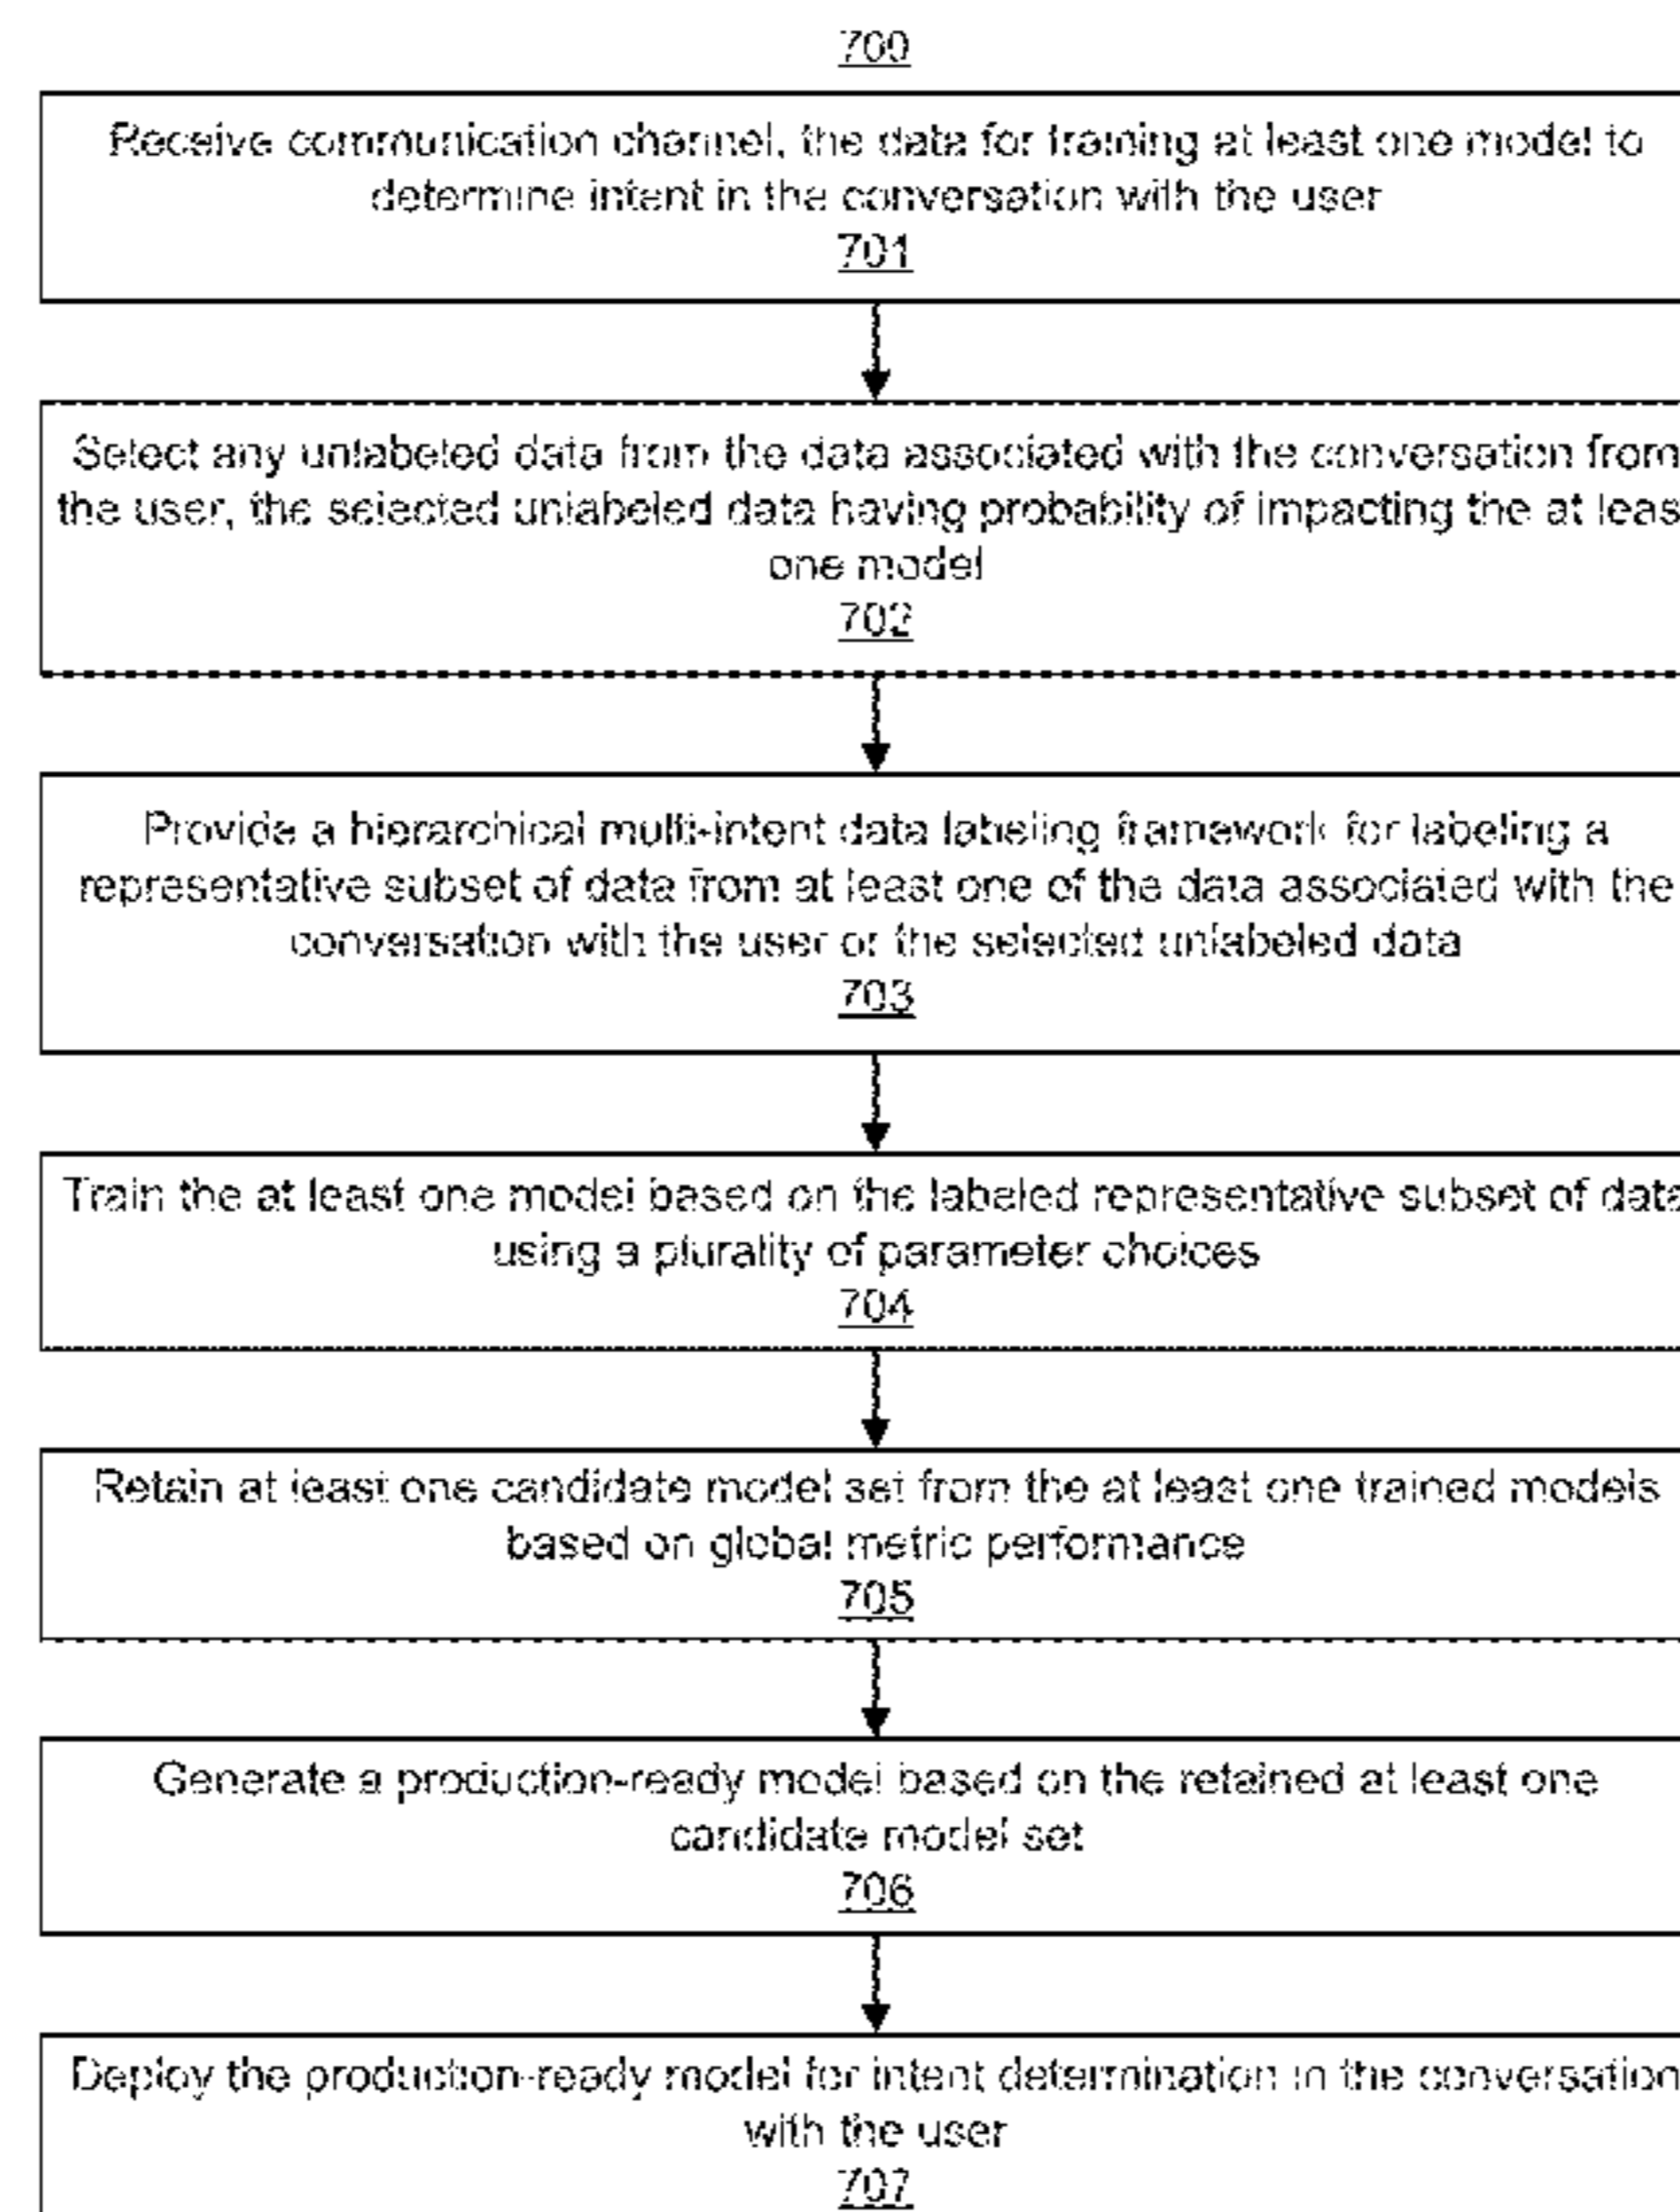 700
Receive communication channel, the data for training at least one model to
determine intent in the conversation with the user
701
Select any unlabeled data from the data associated with the conversation from
the user, the selected unlabeled data having probability of impacting the at leas
one model
702
Provide a hierarchical multi-intent data labeling framework for labeling a
representative subset of data from at least one of the data associated with the
conversation with the user or the selected unlabeled data
703
Train the at least one model based on the labeled representative subset of data
using a plurality of parameter choices
704
Retain at least one candidate model set from the at least one trained models
based on global metric performance
705
Generate a production-ready model based on the retained at least one
candidate model set
706
Deploy the production-ready model for intent determination in the conversation
with the user
707